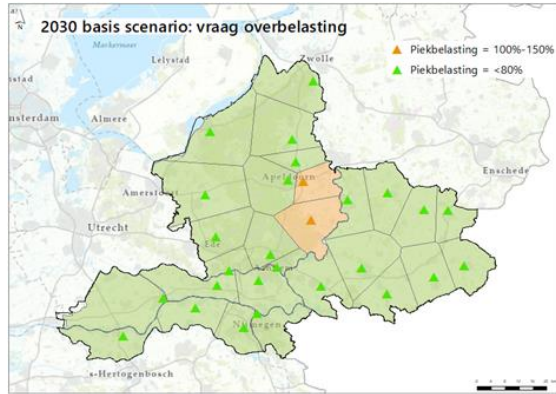 2030 basis scenario: vraag overbelasting
Piekbelasting = 100%-150%
Piekbelasting = <80%
N
Markermeer
Lelystad
Zwolle
Almere
Enschede
Apeldoorn
Utrecht
Ede
Nijmegen
's-Hertogenbosch